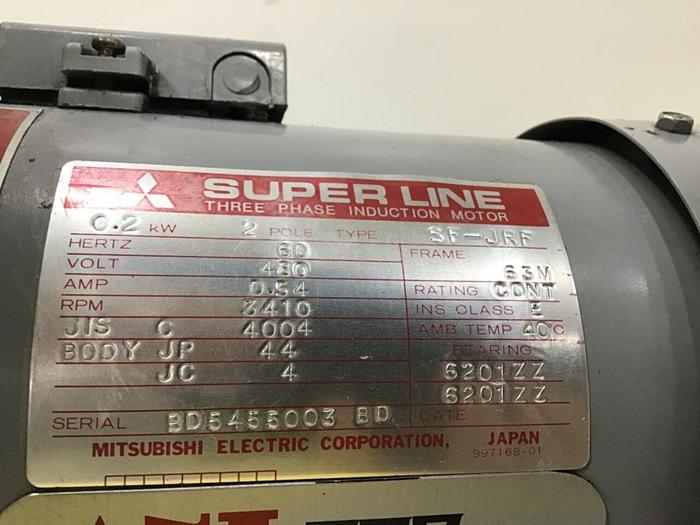 SUPER LINE
THREE PHASE INDUCTION MOTOR
0.2 kW 2 POLE TYPE SF-JRF
HERTZ 60 FRAME
VOLT 480 63M
AMP 0.54 RATING CONT
RPM 3410 INS CLASS E
JIS C 4004 AMB TEMP 40°C
BODY JP 44 BEARING
JC 4 6201ZZ
6201ZZ
SERIAL BD5455003 BD DATE
MITSUBISHI ELECTRIC CORPORATION, JAPAN
997168-01